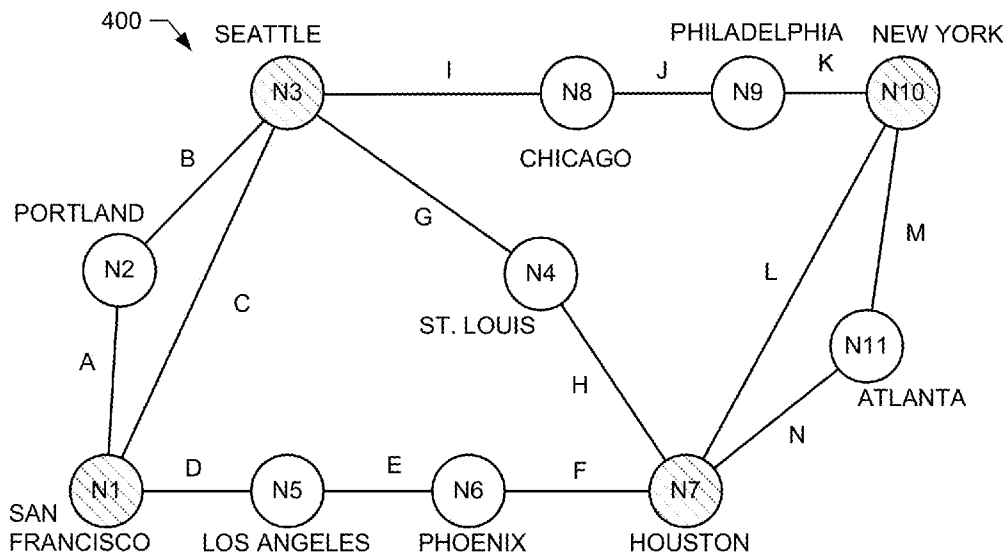 400
SEATTLE
PHILADELPHIA
NEW YORK
N3
I
N8
J
N9
K
N10
CHICAGO
B
PORTLAND
G
M
N2
N4
L
C
ST. LOUIS
N11
A
H
ATLANTA
N
N1
D
N5
E
N6
F
N7
SAN
FRANCISCO
LOS ANGELES
PHOENIX
HOUSTON